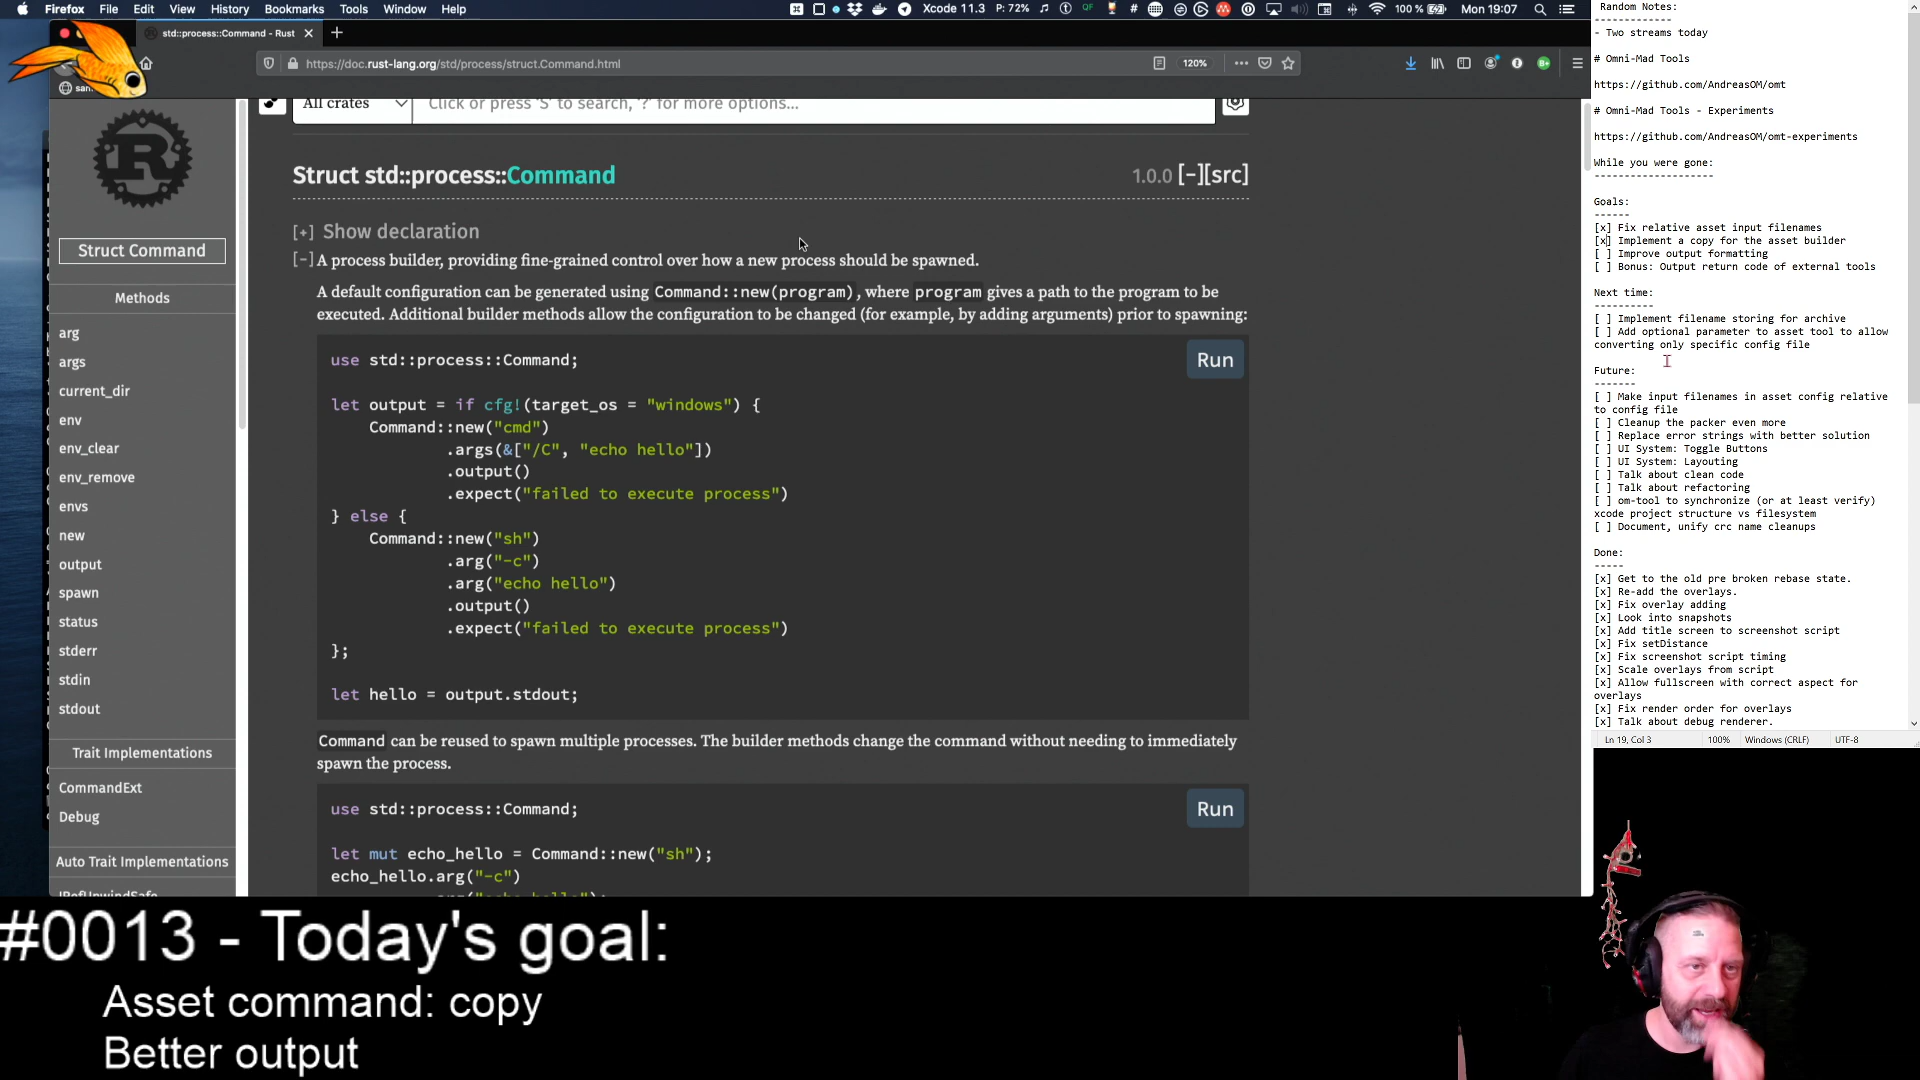 Firefox File Edit View History Bookmarks Tools Window Help
Xcode 11.3 P: 72% QF 100 % Mon 19:07
std::process::Command - Rust
https://doc.rust-lang.org/std/process/struct.Command.html
120%
All crates
Click or press 'S' to search, '?' for more options...
Struct std::process::Command
1.0.0 [-][src]
[+] Show declaration
[-] A process builder, providing fine-grained control over how a new process should be spawned.
A default configuration can be generated using Command::new(program), where program gives a path to the program to be
executed. Additional builder methods allow the configuration to be changed (for example, by adding arguments) prior to spawning:
Run
use std::process::Command;
let output = if cfg!(target_os = "windows") {
Command::new("cmd")
.args(&["/C", "echo hello"])
.output()
.expect("failed to execute process")
} else {
Command::new("sh")
.arg("-c")
.arg("echo hello")
.output()
.expect("failed to execute process")
};
let hello = output.stdout;
Command can be reused to spawn multiple processes. The builder methods change the command without needing to immediately
spawn the process.
Run
use std::process::Command;
let mut echo_hello = Command::new("sh");
echo_hello.arg("-c")
Struct Command
Methods
arg
args
current_dir
env
env_clear
env_remove
envs
new
output
spawn
status
stderr
stdin
stdout
Trait Implementations
CommandExt
Debug
Auto Trait Implementations
Random Notes:
-------------
- Two streams today
# Omni-Mad Tools
https://github.com/AndreasOM/omt
# Omni-Mad Tools - Experiments
https://github.com/AndreasOM/omt-experiments
While you were gone:
--------------------
Goals:
------
[x] Fix relative asset input filenames
[x] Implement a copy for the asset builder
[ ] Improve output formatting
[ ] Bonus: Output return code of external tools
Next time:
----------
[ ] Implement filename storing for archive
[ ] Add optional parameter to asset tool to allow
converting only specific config file
Future:
-------
[ ] Make input filenames in asset config relative
to config file
[ ] Cleanup the packer even more
[ ] Replace error strings with better solution
[ ] UI System: Toggle Buttons
[ ] UI System: Layouting
[ ] Talk about clean code
[ ] Talk about refactoring
[ ] om-tool to synchronize (or at least verify)
xcode project structure vs filesystem
[ ] Document, unify crc name cleanups
Done:
-----
[x] Get to the old pre broken rebase state.
[x] Re-add the overlays.
[x] Fix overlay adding
[x] Look into snapshots
[x] Add title screen to screenshot script
[x] Fix setDistance
[x] Fix screenshot script timing
[x] Scale overlays from script
[x] Allow fullscreen with correct aspect for
overlays
[x] Fix render order for overlays
[x] Talk about debug renderer.
Ln 19, Col 3 100% Windows (CRLF) UTF-8
#0013 - Today's goal:
Asset command: copy
Better output